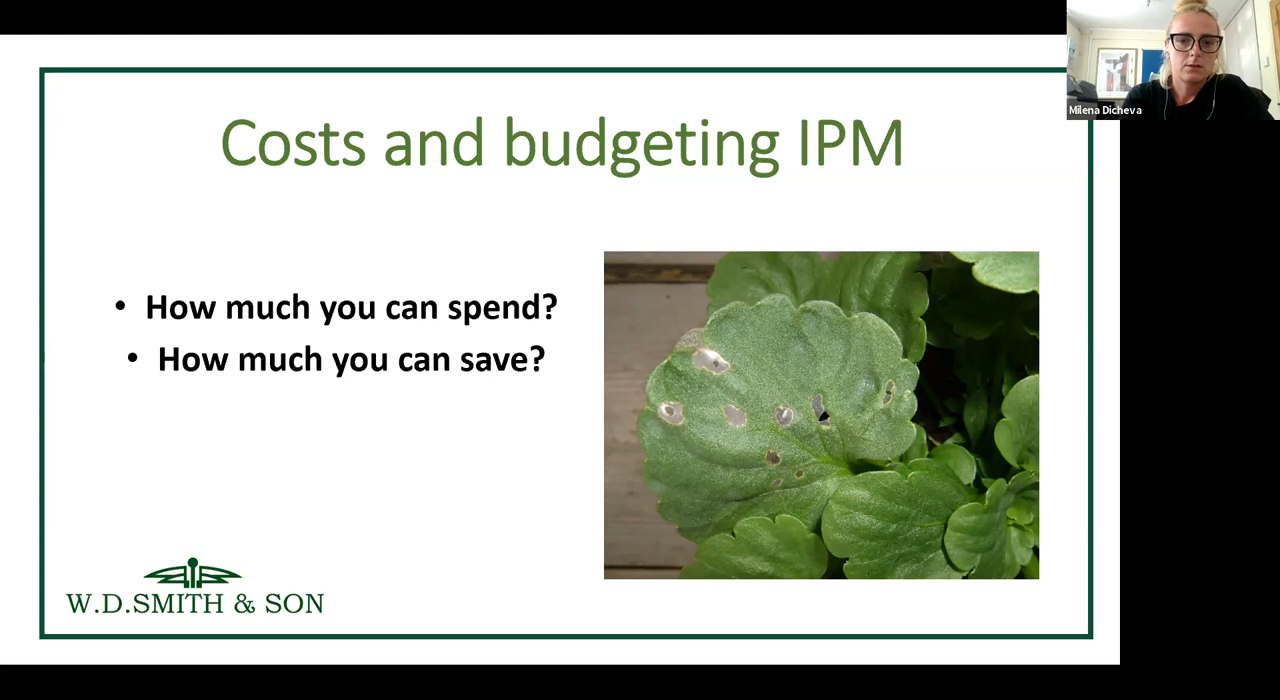 Costs and budgeting IPM
Milena Dicheva
• How much you can spend?
• How much you can save?
W.D.SMITH & SON